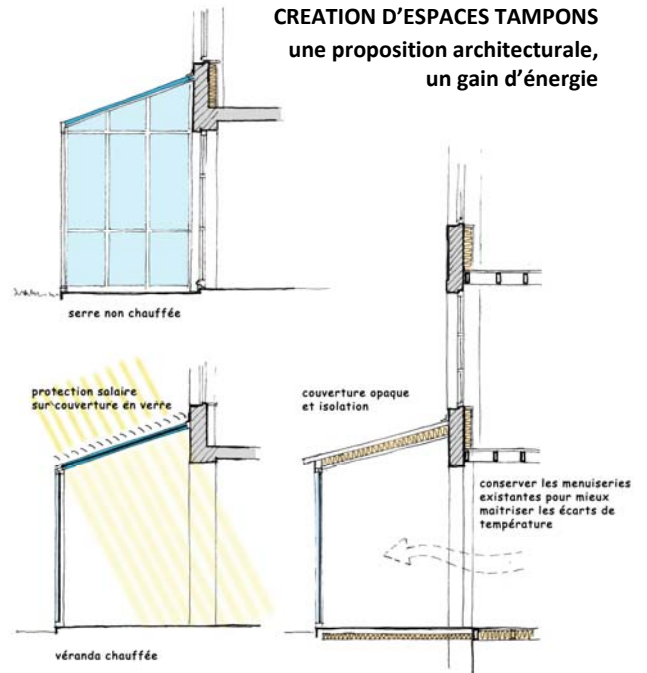 CREATION D'ESPACES TAMPONS
une proposition architecturale,
un gain d'énergie
serre non chauffée
protection salaire
sur couverture en verre
couverture opaque
et isolation
conserver les menuiseries
existantes pour mieux
maitriser les écarts de
température
véranda chauffée